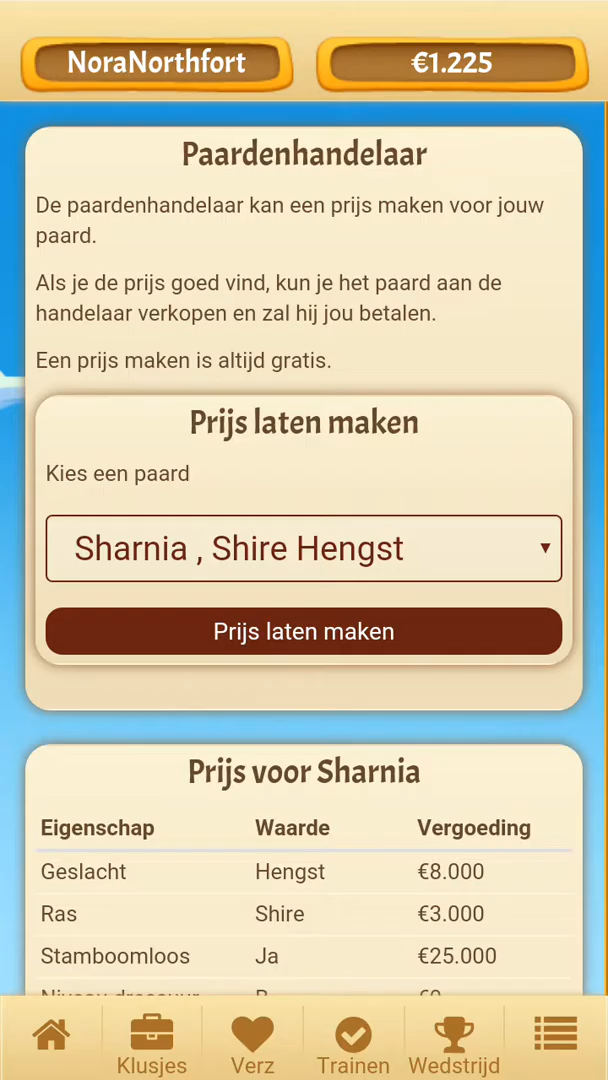 NoraNorthfort €1.225
Paardenhandelaar
De paardenhandelaar kan een prijs maken voor jouw
paard.
Als je de prijs goed vind, kun je het paard aan de
handelaar verkopen en zal hij jou betalen.
Een prijs maken is altijd gratis.
Prijs laten maken
Kies een paard
Sharnia , Shire Hengst
Prijs laten maken
Prijs voor Sharnia
Eigenschap Waarde Vergoeding
Geslacht Hengst €8.000
Ras Shire €3.000
Stamboomloos Ja €25.000
Klusjes Verz Trainen Wedstrijd